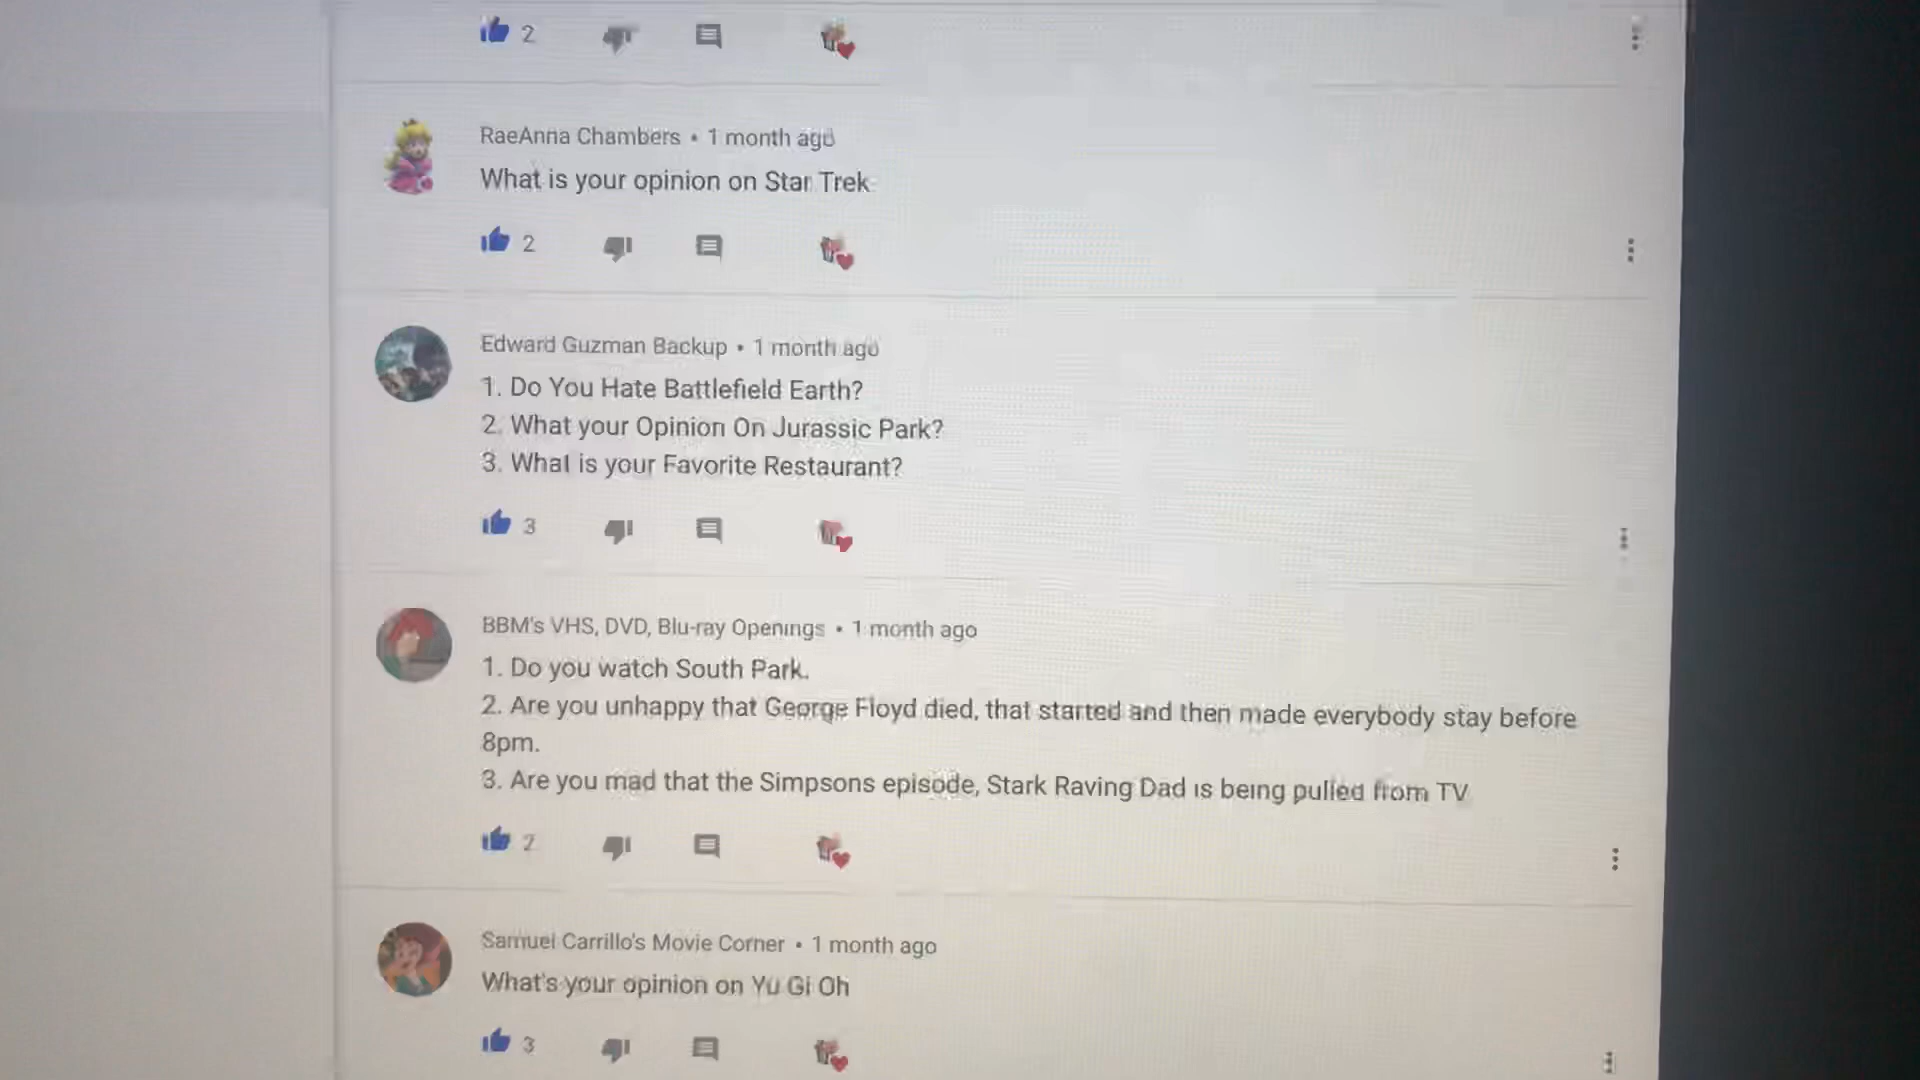 2
RaeAnna Chambers • 1 month ago
What is your opinion on Star Trek
2
Edward Guzman Backup • 1 month ago
1. Do You Hate Battlefield Earth?
2. What your Opinion On Jurassic Park?
3. What is your Favorite Restaurant?
3
BBM's VHS, DVD, Blu-ray Openings • 1 month ago
1. Do you watch South Park.
2. Are you unhappy that George Floyd died, that started and then made everybody stay before
8pm.
3. Are you mad that the Simpsons episode, Stark Raving Dad is being pulled from TV
2
Samuel Carrillo's Movie Corner • 1 month ago
What's your opinion on Yu Gi Oh
3